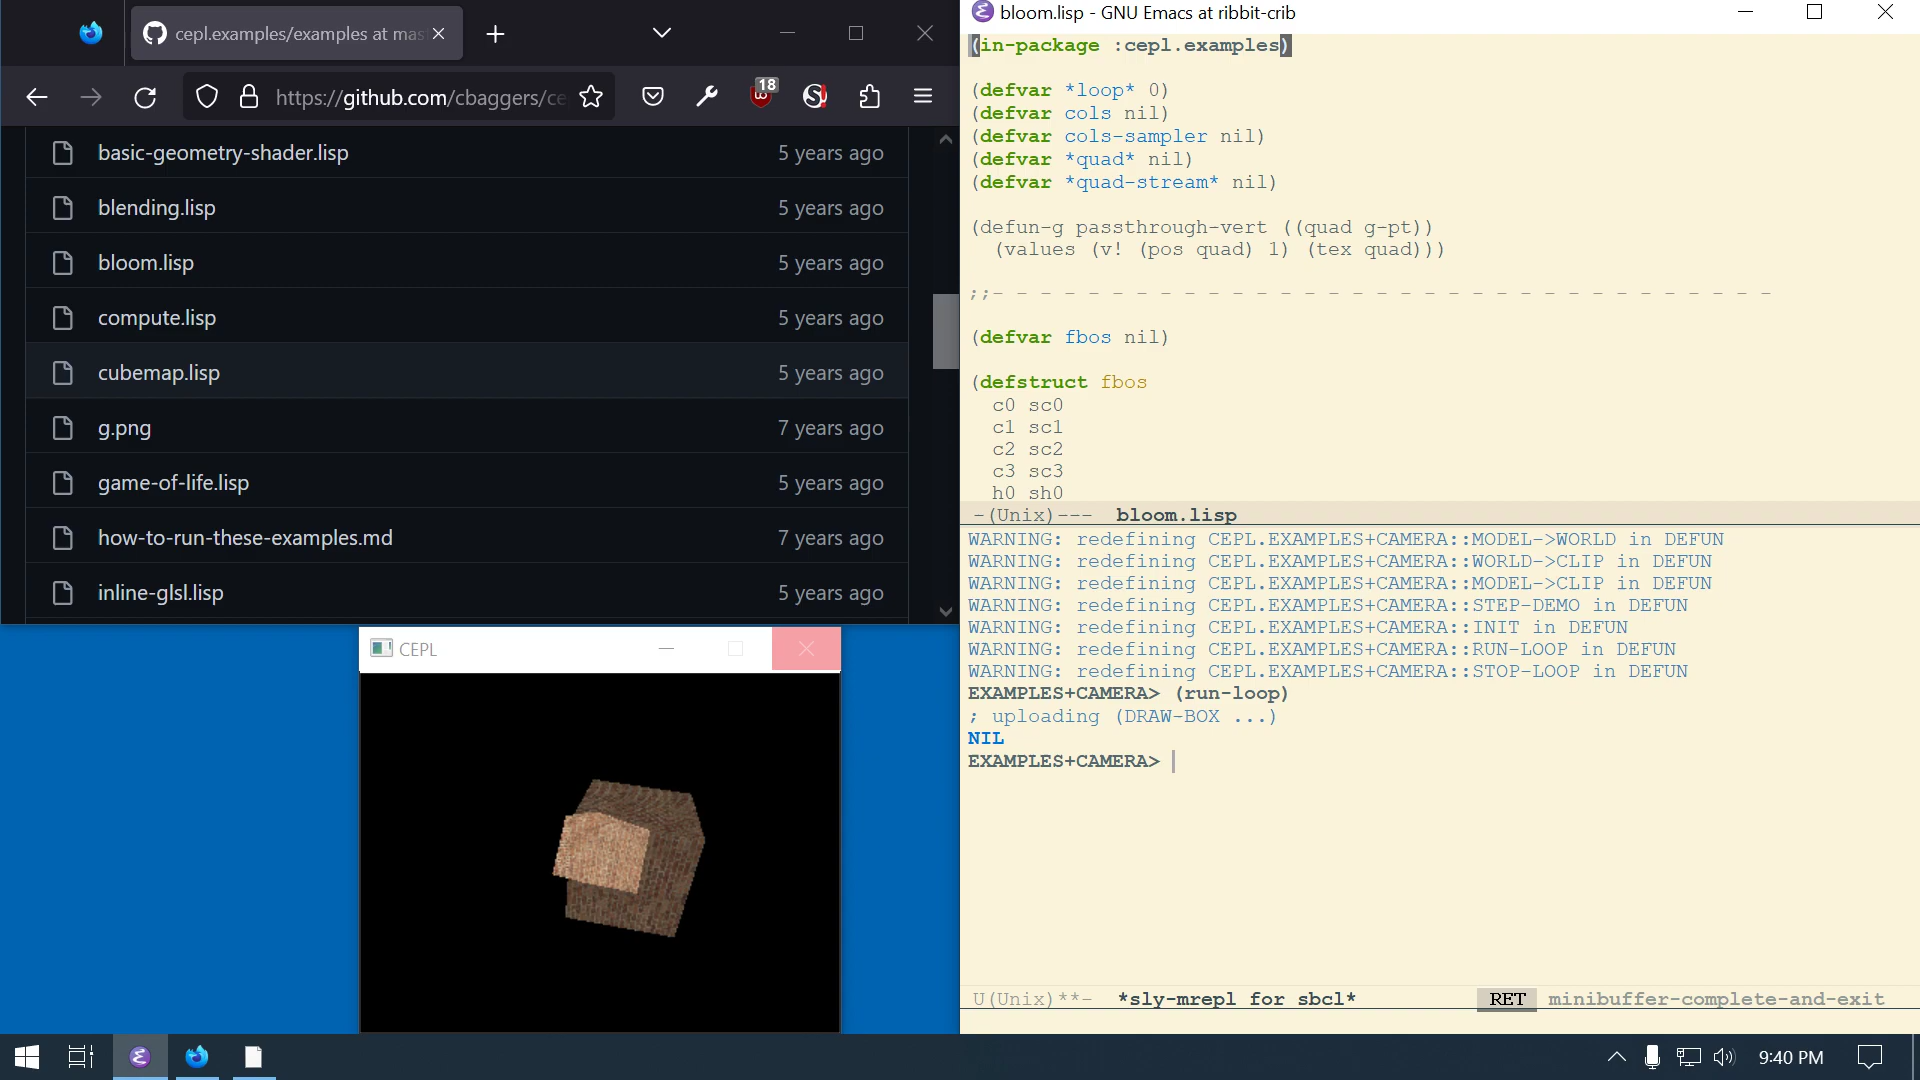 cepl.examples/examples at mas
18
https://github.com/cbaggers/ce
basic-geometry-shader.lisp 5 years ago
blending.lisp 5 years ago
bloom.lisp 5 years ago
compute.lisp 5 years ago
cubemap.lisp 5 years ago
g.png 7 years ago
game-of-life.lisp 5 years ago
how-to-run-these-examples.md 7 years ago
inline-glsl.lisp 5 years ago
CEPL
bloom.lisp - GNU Emacs at ribbit-crib
(in-package :cepl.examples)
(defvar *loop* 0)
(defvar cols nil)
(defvar cols-sampler nil)
(defvar *quad* nil)
(defvar *quad-stream* nil)
(defun-g passthrough-vert ((quad g-pt))
(values (v! (pos quad) 1) (tex quad)))
;;- - - - - - - - - - - - - - - - - - - - - - - - - - - - - - - - -
(defvar fbos nil)
(defstruct fbos
c0 sc0
c1 sc1
c2 sc2
c3 sc3
h0 sh0
-(Unix)--- bloom.lisp
WARNING: redefining CEPL.EXAMPLES+CAMERA::MODEL->WORLD in DEFUN
WARNING: redefining CEPL.EXAMPLES+CAMERA::WORLD->CLIP in DEFUN
WARNING: redefining CEPL.EXAMPLES+CAMERA::MODEL->CLIP in DEFUN
WARNING: redefining CEPL.EXAMPLES+CAMERA::STEP-DEMO in DEFUN
WARNING: redefining CEPL.EXAMPLES+CAMERA::INIT in DEFUN
WARNING: redefining CEPL.EXAMPLES+CAMERA::RUN-LOOP in DEFUN
WARNING: redefining CEPL.EXAMPLES+CAMERA::STOP-LOOP in DEFUN
EXAMPLES+CAMERA> (run-loop)
; uploading (DRAW-BOX ...)
NIL
EXAMPLES+CAMERA>
U(Unix)**- *sly-mrepl for sbcl* RET minibuffer-complete-and-exit
9:40 PM